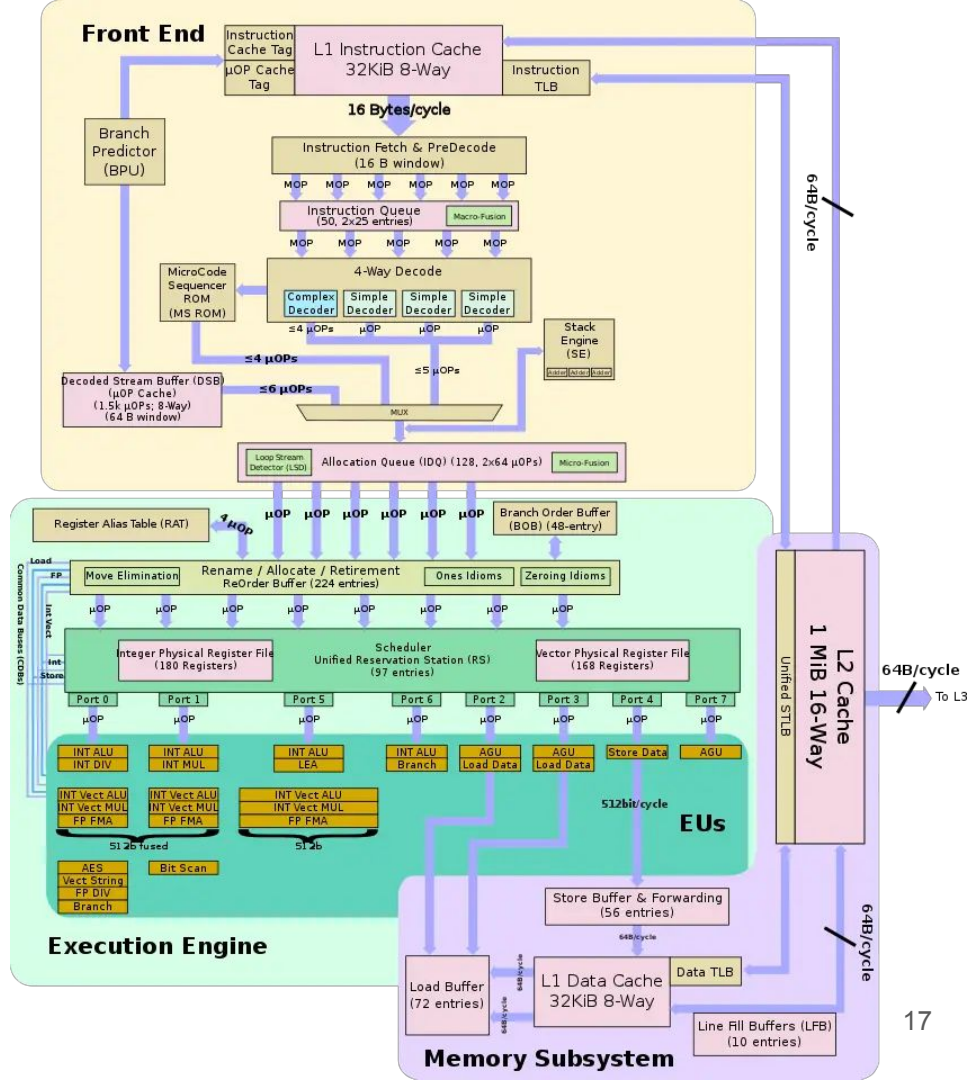 Front End
Instruction
Cache Tag
µOP Cache
Tag
L1 Instruction Cache
32KiB 8-Way
Instruction
TLB
16 Bytes/cycle
Branch
Predictor
(BPU)
Instruction Fetch & PreDecode
(16 B window)
MOP MOP MOP MOP MOP MOP
Instruction Queue
(50, 2x25 entries)
Macro-Fusion
MOP MOP MOP MOP MOP
64B/cycle
4-Way Decode
MicroCode
Sequencer
ROM
(MS ROM)
Complex
Decoder
Simple
Decoder
Simple
Decoder
Simple
Decoder
≤4 µOPs µOP µOP µOP
Stack
Engine
(SE)
Adder Adder Adder
≤4 µOPs
≤5 µOPs
Decoded Stream Buffer (DSB)
(µOP Cache)
(1.5k µOPs; 8-Way)
(64 B window)
≤6 µOPs
MUX
Loop Stream
Detector (LSD)
Allocation Queue (IDQ) (128, 2x64 µOPs)
Micro-Fusion
Register Alias Table (RAT)
4 µOP
µOP µOP µOP µOP µOP µOP
Branch Order Buffer
(BOB) (48-entry)
Load
FP
Common Data Buses (CDBs)
Int Vect
Int
Store
Move Elimination
Rename / Allocate / Retirement
ReOrder Buffer (224 entries)
Ones Idioms
Zeroing Idioms
µOP µOP µOP µOP µOP µOP µOP µOP
Integer Physical Register File
(180 Registers)
Scheduler
Unified Reservation Station (RS)
(97 entries)
Vector Physical Register File
(168 Registers)
Port 0 Port 1 Port 5 Port 6 Port 2 Port 3 Port 4 Port 7
µOP µOP µOP µOP µOP µOP µOP µOP
INT ALU
INT DIV
INT ALU
INT MUL
INT ALU
LEA
INT ALU
Branch
AGU
Load Data
AGU
Load Data
Store Data
AGU
INT Vect ALU
INT Vect MUL
FP FMA
INT Vect ALU
INT Vect MUL
FP FMA
INT Vect ALU
INT Vect MUL
FP FMA
512b fused
512b
512bit/cycle
EUs
AES
Vect String
FP DIV
Branch
Bit Scan
Execution Engine
Unified STLB
L2 Cache
1 MiB 16-Way
64B/cycle
To L3
Store Buffer & Forwarding
(56 entries)
64B/cycle
64B/cycle
Load Buffer
(72 entries)
64B/cycle
64B/cycle
L1 Data Cache
32KiB 8-Way
Data TLB
Line Fill Buffers (LFB)
(10 entries)
Memory Subsystem
17